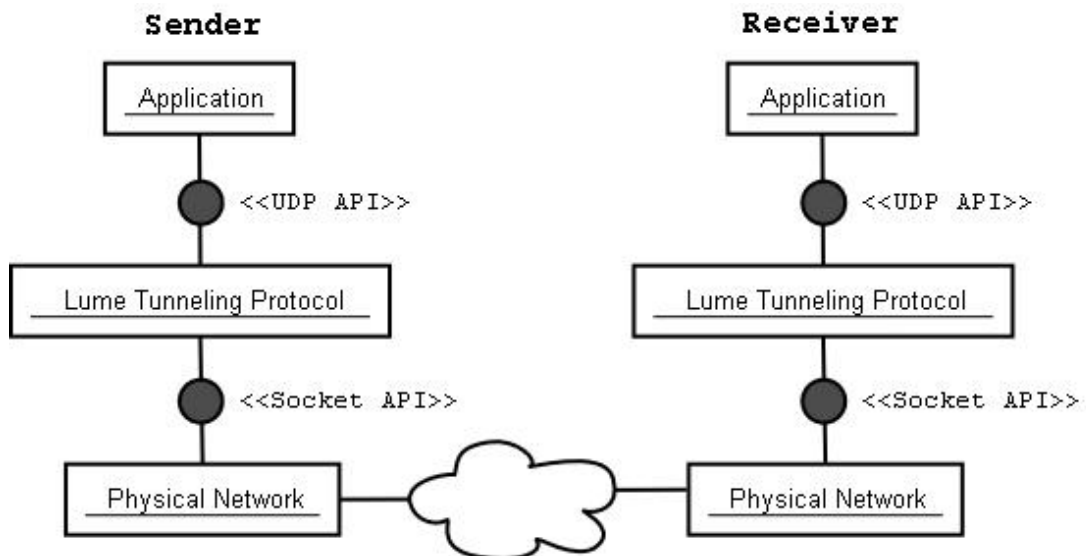 Sender
Receiver
Application
Application
<<UDP API>>
<<UDP API>>
Lume Tunneling Protocol
Lume Tunneling Protocol
<<Socket API>>
<<Socket API>>
Physical Network
Physical Network